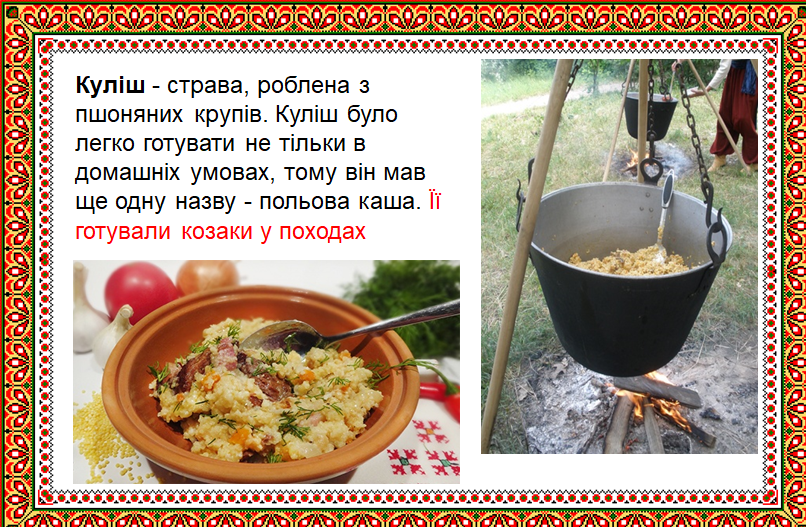 Куліш - страва, роблена з
пшоняних крупів. Куліш було
легко готувати не тільки в
домашніх умовах, тому він мав
ще одну назву - польова каша. Її
готували козаки у походах